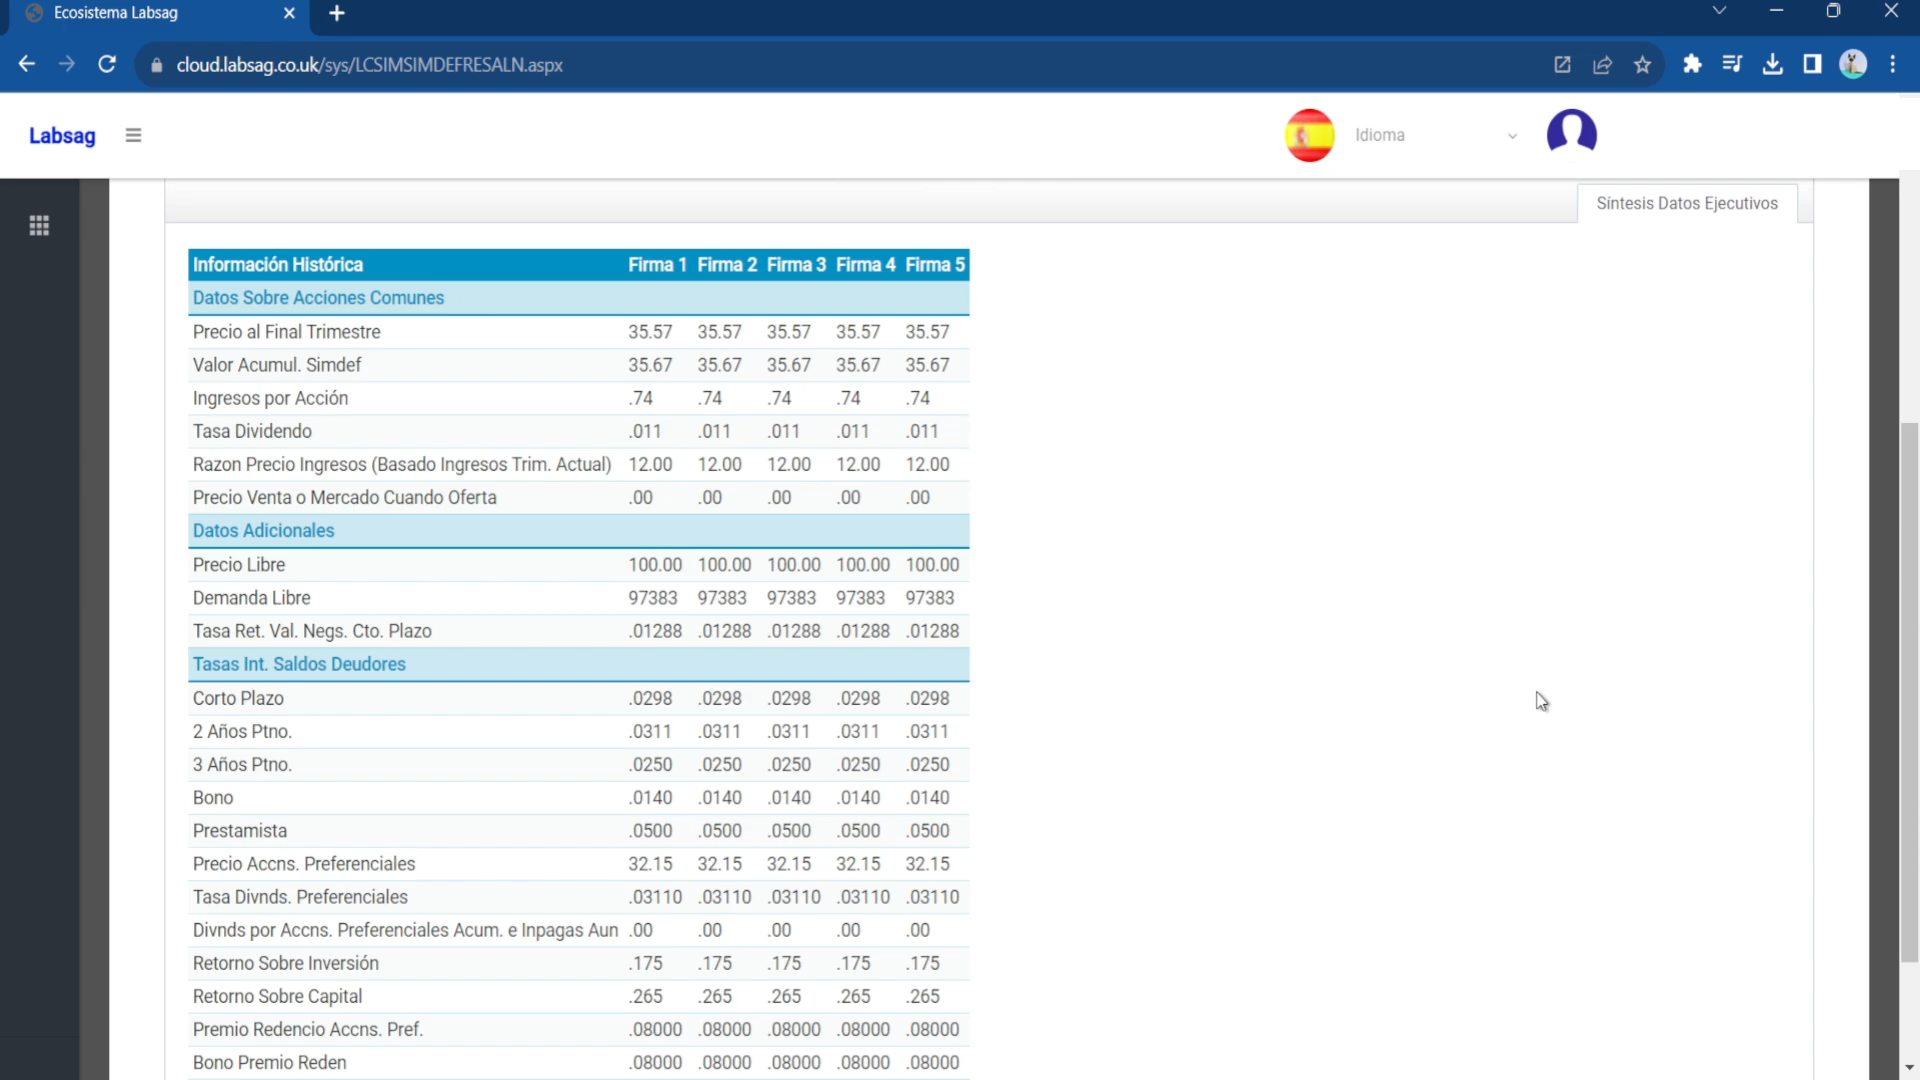 Ecosistema Labsag
cloud.labsag.co.uk/sys/LCSIMSIMDEFRESALN.aspx
Labsag
Idioma
Síntesis Datos Ejecutivos
Información Histórica Firma 1 Firma 2 Firma 3 Firma 4 Firma 5
Datos Sobre Acciones Comunes
Precio al Final Trimestre 35.57 35.57 35.57 35.57 35.57
Valor Acumul. Simdef 35.67 35.67 35.67 35.67 35.67
Ingresos por Acción .74 .74 .74 .74 .74
Tasa Dividendo .011 .011 .011 .011 .011
Razon Precio Ingresos (Basado Ingresos Trim. Actual) 12.00 12.00 12.00 12.00 12.00
Precio Venta o Mercado Cuando Oferta .00 .00 .00 .00 .00
Datos Adicionales
Precio Libre 100.00 100.00 100.00 100.00 100.00
Demanda Libre 97383 97383 97383 97383 97383
Tasa Ret. Val. Negs. Cto. Plazo .01288 .01288 .01288 .01288 .01288
Tasas Int. Saldos Deudores
Corto Plazo .0298 .0298 .0298 .0298 .0298
2 Años Ptno. .0311 .0311 .0311 .0311 .0311
3 Años Ptno. .0250 .0250 .0250 .0250 .0250
Bono .0140 .0140 .0140 .0140 .0140
Prestamista .0500 .0500 .0500 .0500 .0500
Precio Accns. Preferenciales 32.15 32.15 32.15 32.15 32.15
Tasa Divnds. Preferenciales .03110 .03110 .03110 .03110 .03110
Divnds por Accns. Preferenciales Acum. e Inpagas Aun .00 .00 .00 .00 .00
Retorno Sobre Inversión .175 .175 .175 .175 .175
Retorno Sobre Capital .265 .265 .265 .265 .265
Premio Redencio Accns. Pref. .08000 .08000 .08000 .08000 .08000
Bono Premio Reden .08000 .08000 .08000 .08000 .08000